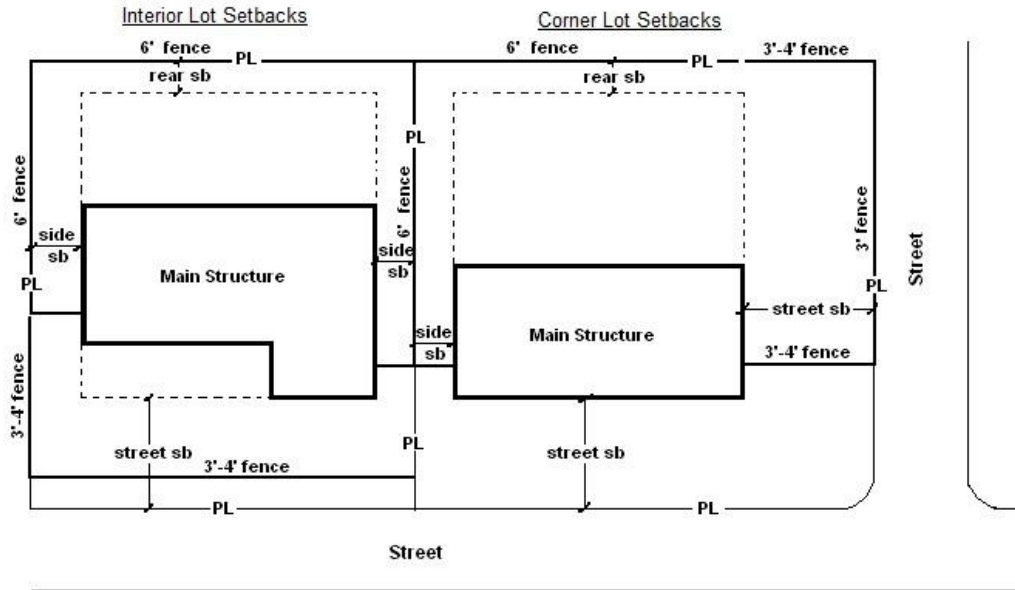 Interior Lot Setbacks
Corner Lot Setbacks
6' fence
PL
rear sb
6' fence
PL
rear sb
3'-4' fence
PL
6' fence
side
sb
PL
Main Structure
6' fence
side
sb
3' fence
Street
PL
street sb
side
sb
Main Structure
3'-4' fence
3'-4' fence
PL
street sb
3'-4' fence
street sb
PL
PL
Street